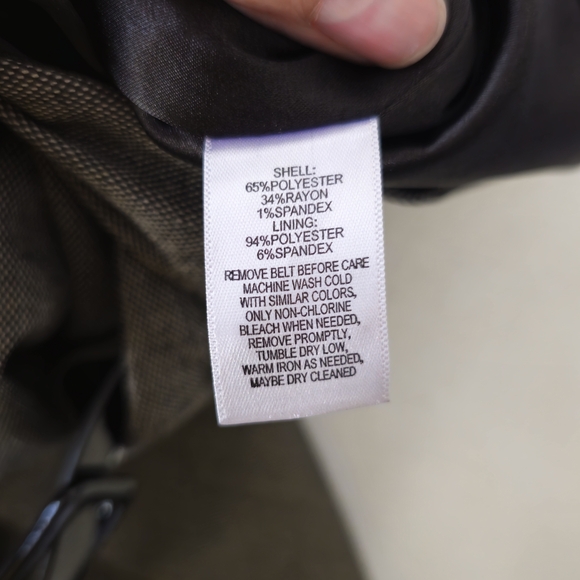 SHELL:
65%POLYESTER
34%RAYON
1%SPANDEX
LINING:
94%POLYESTER
6%SPANDEX
REMOVE BELT BEFORE CARE
MACHINE WASH COLD
WITH SIMILAR COLORS,
ONLY NON-CHLORINE
BLEACH WHEN NEEDED,
REMOVE PROMPTLY,
TUMBLE DRY LOW,
WARM IRON AS NEEDED,
MAYBE DRY CLEANED